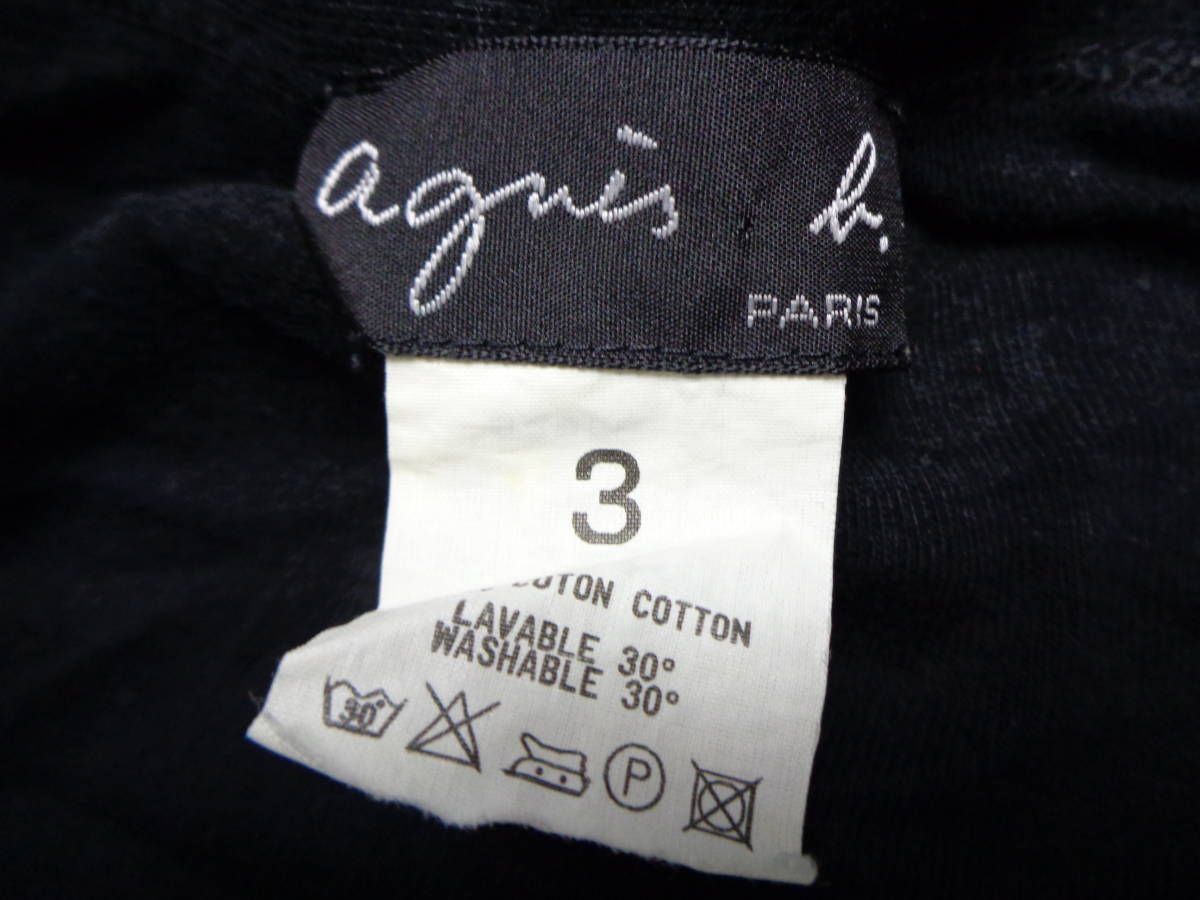 agnès b.
PARIS
3
COTON COTTON
LAVABLE 30°
WASHABLE 30°
30°
P